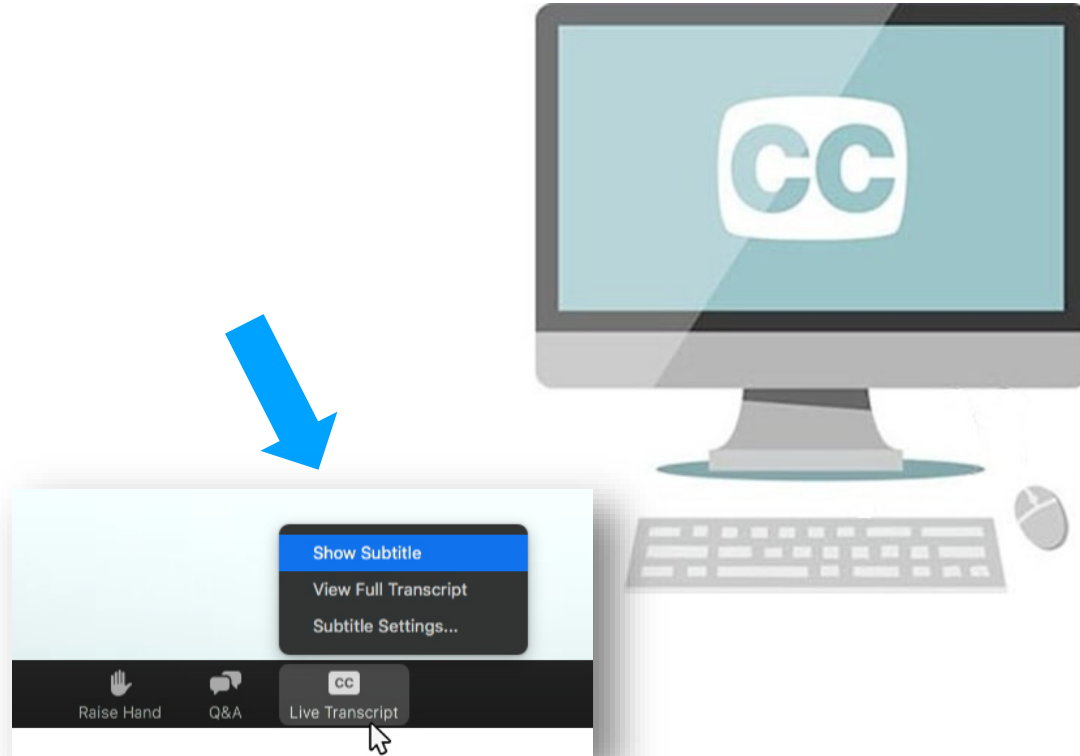 CC
Show Subtitle
View Full Transcript
Subtitle Settings...
CC
Raise Hand
Q&A
Live Transcript